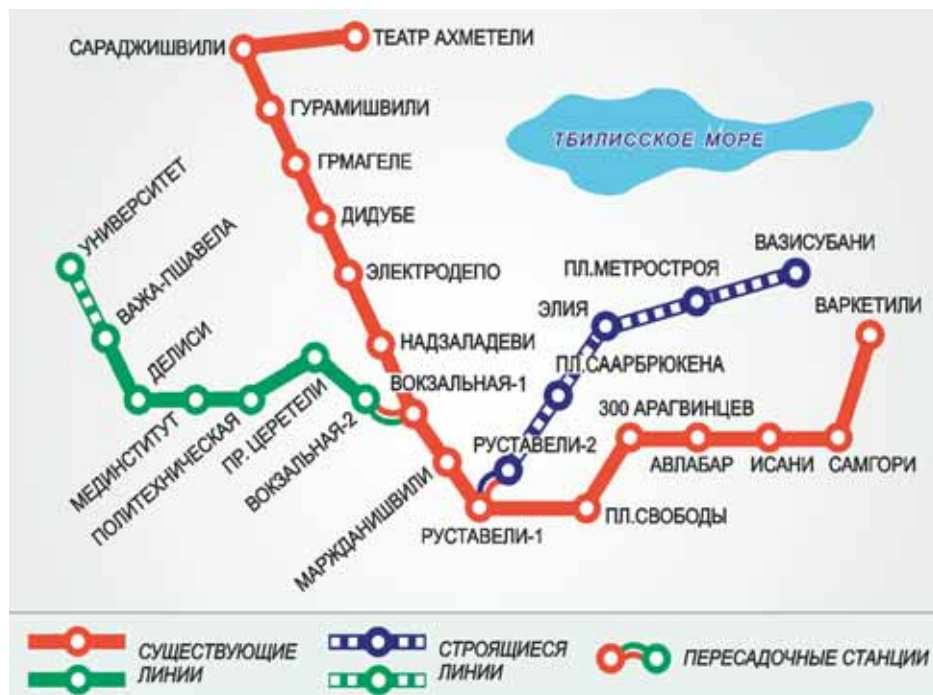 САРАДЖИШВИЛИ
ТЕАТР АХМЕТЕЛИ
ГУРАМИШВИЛИ
ТБИЛИССКОЕ МОРЕ
ГРМАГЕЛЕ
ДИДУБЕ
УНИВЕРСИТЕТ
ВАЖА-ПШАВЕЛА
ЭЛЕКТРОДЕПО
ВАЗИСУБАНИ
ПЛ.МЕТРОСТРОЯ
ЭЛИЯ
ВАРКЕТИЛИ
ДЕЛИСИ
НАДЗАЛАДЕВИ
ПЛ.СААРБРЮКЕНА
ВОКЗАЛЬНАЯ-1
300 АРАГВИНЦЕВ
МЕДИНСТИТУТ
ПОЛИТЕХНИЧЕСКАЯ
ПР. ЦЕРЕТЕЛИ
ВОКЗАЛЬНАЯ-2
РУСТАВЕЛИ-2
АВЛАБАР
ИСАНИ
САМГОРИ
МАРЖДАНИШВИЛИ
РУСТАВЕЛИ-1
ПЛ.СВОБОДЫ
СУЩЕСТВУЮЩИЕ
ЛИНИИ
СТРОЯЩИЕСЯ
ЛИНИИ
ПЕРЕСАДОЧНЫЕ СТАНЦИИ